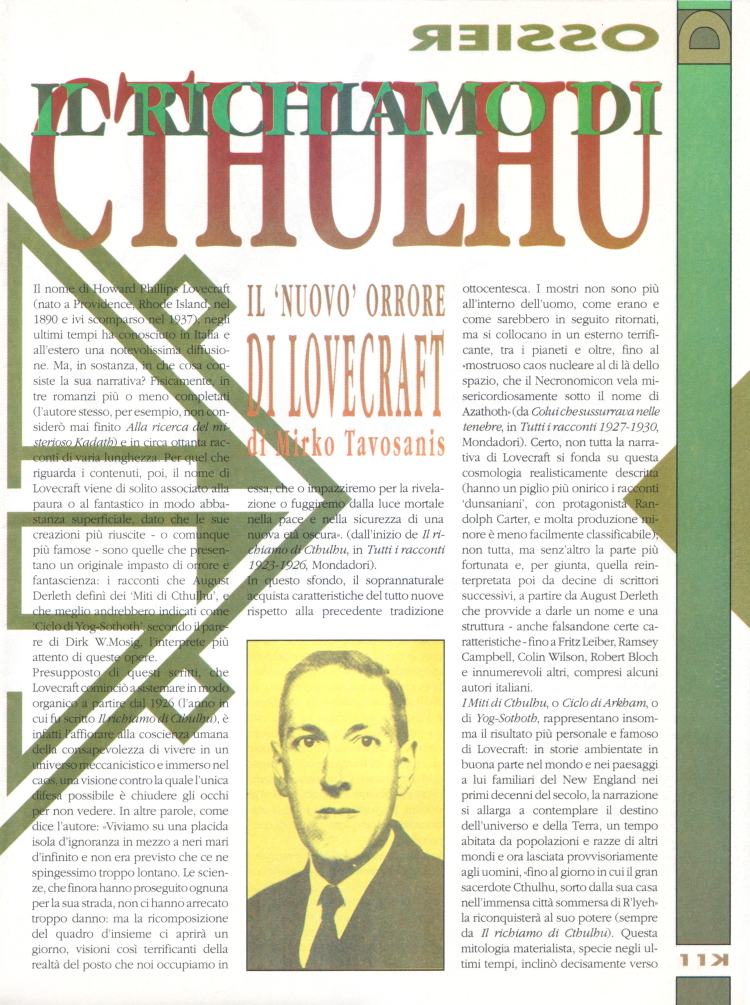 OSSIER
D
IL RICHIAMO DI
CTHULHU
Il nome di Howard Phillips Lovecraft
(nato a Providence, Rhode Island, nel
1890 e ivi scomparso nel 1937), negli
ultimi tempi ha conosciuto in Italia e
all'estero una notevolissima diffusio-
ne. Ma, in sostanza, in che cosa con-
siste la sua narrativa? Fisicamente, in
tre romanzi più o meno completati
(l'autore stesso, per esempio, non con-
siderò mai finito Alla ricerca del mi-
sterioso Kadath) e in circa ottanta rac-
conti di varia lunghezza. Per quel che
riguarda i contenuti, poi, il nome di
Lovecraft viene di solito associato alla
paura o al fantastico in modo abba-
stanza superficiale, dato che le sue
creazioni più riuscite - o comunque
più famose - sono quelle che presen-
tano un originale impasto di orrore e
fantascienza: i racconti che August
Derleth definì dei 'Miti di Cthulhu', e
che meglio andrebbero indicati come
'Ciclo di Yog-Sothoth', secondo il pare-
re di Dirk W.Mosig, l'interprete più
attento di queste opere.
Presupposto di questi scritti, che
Lovecraft cominciò a sistemare in modo
organico a partire dal 1926 (l'anno in
cui fu scritto Il richiamo di Cthulhu), è
infatti l'affiorare alla coscienza umana
della consapevolezza di vivere in un
universo meccanicistico e immerso nel
caos, una visione contro la quale l'unica
difesa possibile è chiudere gli occhi
per non vedere. In altre parole, come
dice l'autore: «Viviamo su una placida
isola d'ignoranza in mezzo a neri mari
d'infinito e non era previsto che ce ne
spingessimo troppo lontano. Le scien-
ze, che finora hanno proseguito ognuna
per la sua strada, non ci hanno arrecato
troppo danno: ma la ricomposizione
del quadro d'insieme ci aprirà un
giorno, visioni così terrificanti della
realtà del posto che noi occupiamo in
IL 'NUOVO' ORRORE
DI LOVECRAFT
di Mirko Tavosanis
essa, che o impazziremo per la rivela-
zione o fuggiremo dalla luce mortale
nella pace e nella sicurezza di una
nuova età oscura». (dall'inizio de Il ri-
chiamo di Cthulhu, in Tutti i racconti
1923-1926, Mondadori).
In questo sfondo, il soprannaturale
acquista caratteristiche del tutto nuove
rispetto alla precedente tradizione
ottocentesca. I mostri non sono più
all'interno dell'uomo, come erano e
come sarebbero in seguito ritornati,
ma si collocano in un esterno terrifi-
cante, tra i pianeti e oltre, fino al
«mostruoso caos nucleare al di là dello
spazio, che il Necronomicon vela mi-
sericordiosamente sotto il nome di
Azathoth» (da Colui che sussurrava nelle
tenebre, in Tutti i racconti 1927-1930,
Mondadori). Certo, non tutta la narra-
tiva di Lovecraft si fonda su questa
cosmologia realisticamente descritta
(hanno un piglio più onirico i racconti
'dunsaniani', con protagonista Ran-
dolph Carter, e molta produzione mi-
nore è meno facilmente classificabile);
non tutta, ma senz'altro la parte più
fortunata e, per giunta, quella rein-
terpretata poi da decine di scrittori
successivi, a partire da August Derleth
che provvide a darle un nome e una
struttura - anche falsandone certe ca-
ratteristiche - fino a Fritz Leiber, Ramsey
Campbell, Colin Wilson, Robert Bloch
e innumerevoli altri, compresi alcuni
autori italiani.
I Miti di Cthulhu, o Ciclo di Arkham, o
di Yog-Sothoth, rappresentano insom-
ma il risultato più personale e famoso
di Lovecraft: in storie ambientate in
buona parte nel mondo e nei paesaggi
a lui familiari del New England nei
primi decenni del secolo, la narrazione
si allarga a contemplare il destino
dell'universo e della Terra, un tempo
abitata da popolazioni e razze di altri
mondi e ora lasciata provvisoriamente
agli uomini, «fino al giorno in cui il gran
sacerdote Cthulhu, sorto dalla sua casa
nell'immensa città sommersa di R'lyeh»
la riconquisterà al suo potere (sempre
da Il richiamo di Cthulhu). Questa
mitologia materialista, specie negli ul-
timi tempi, inclinò decisamente verso
K11